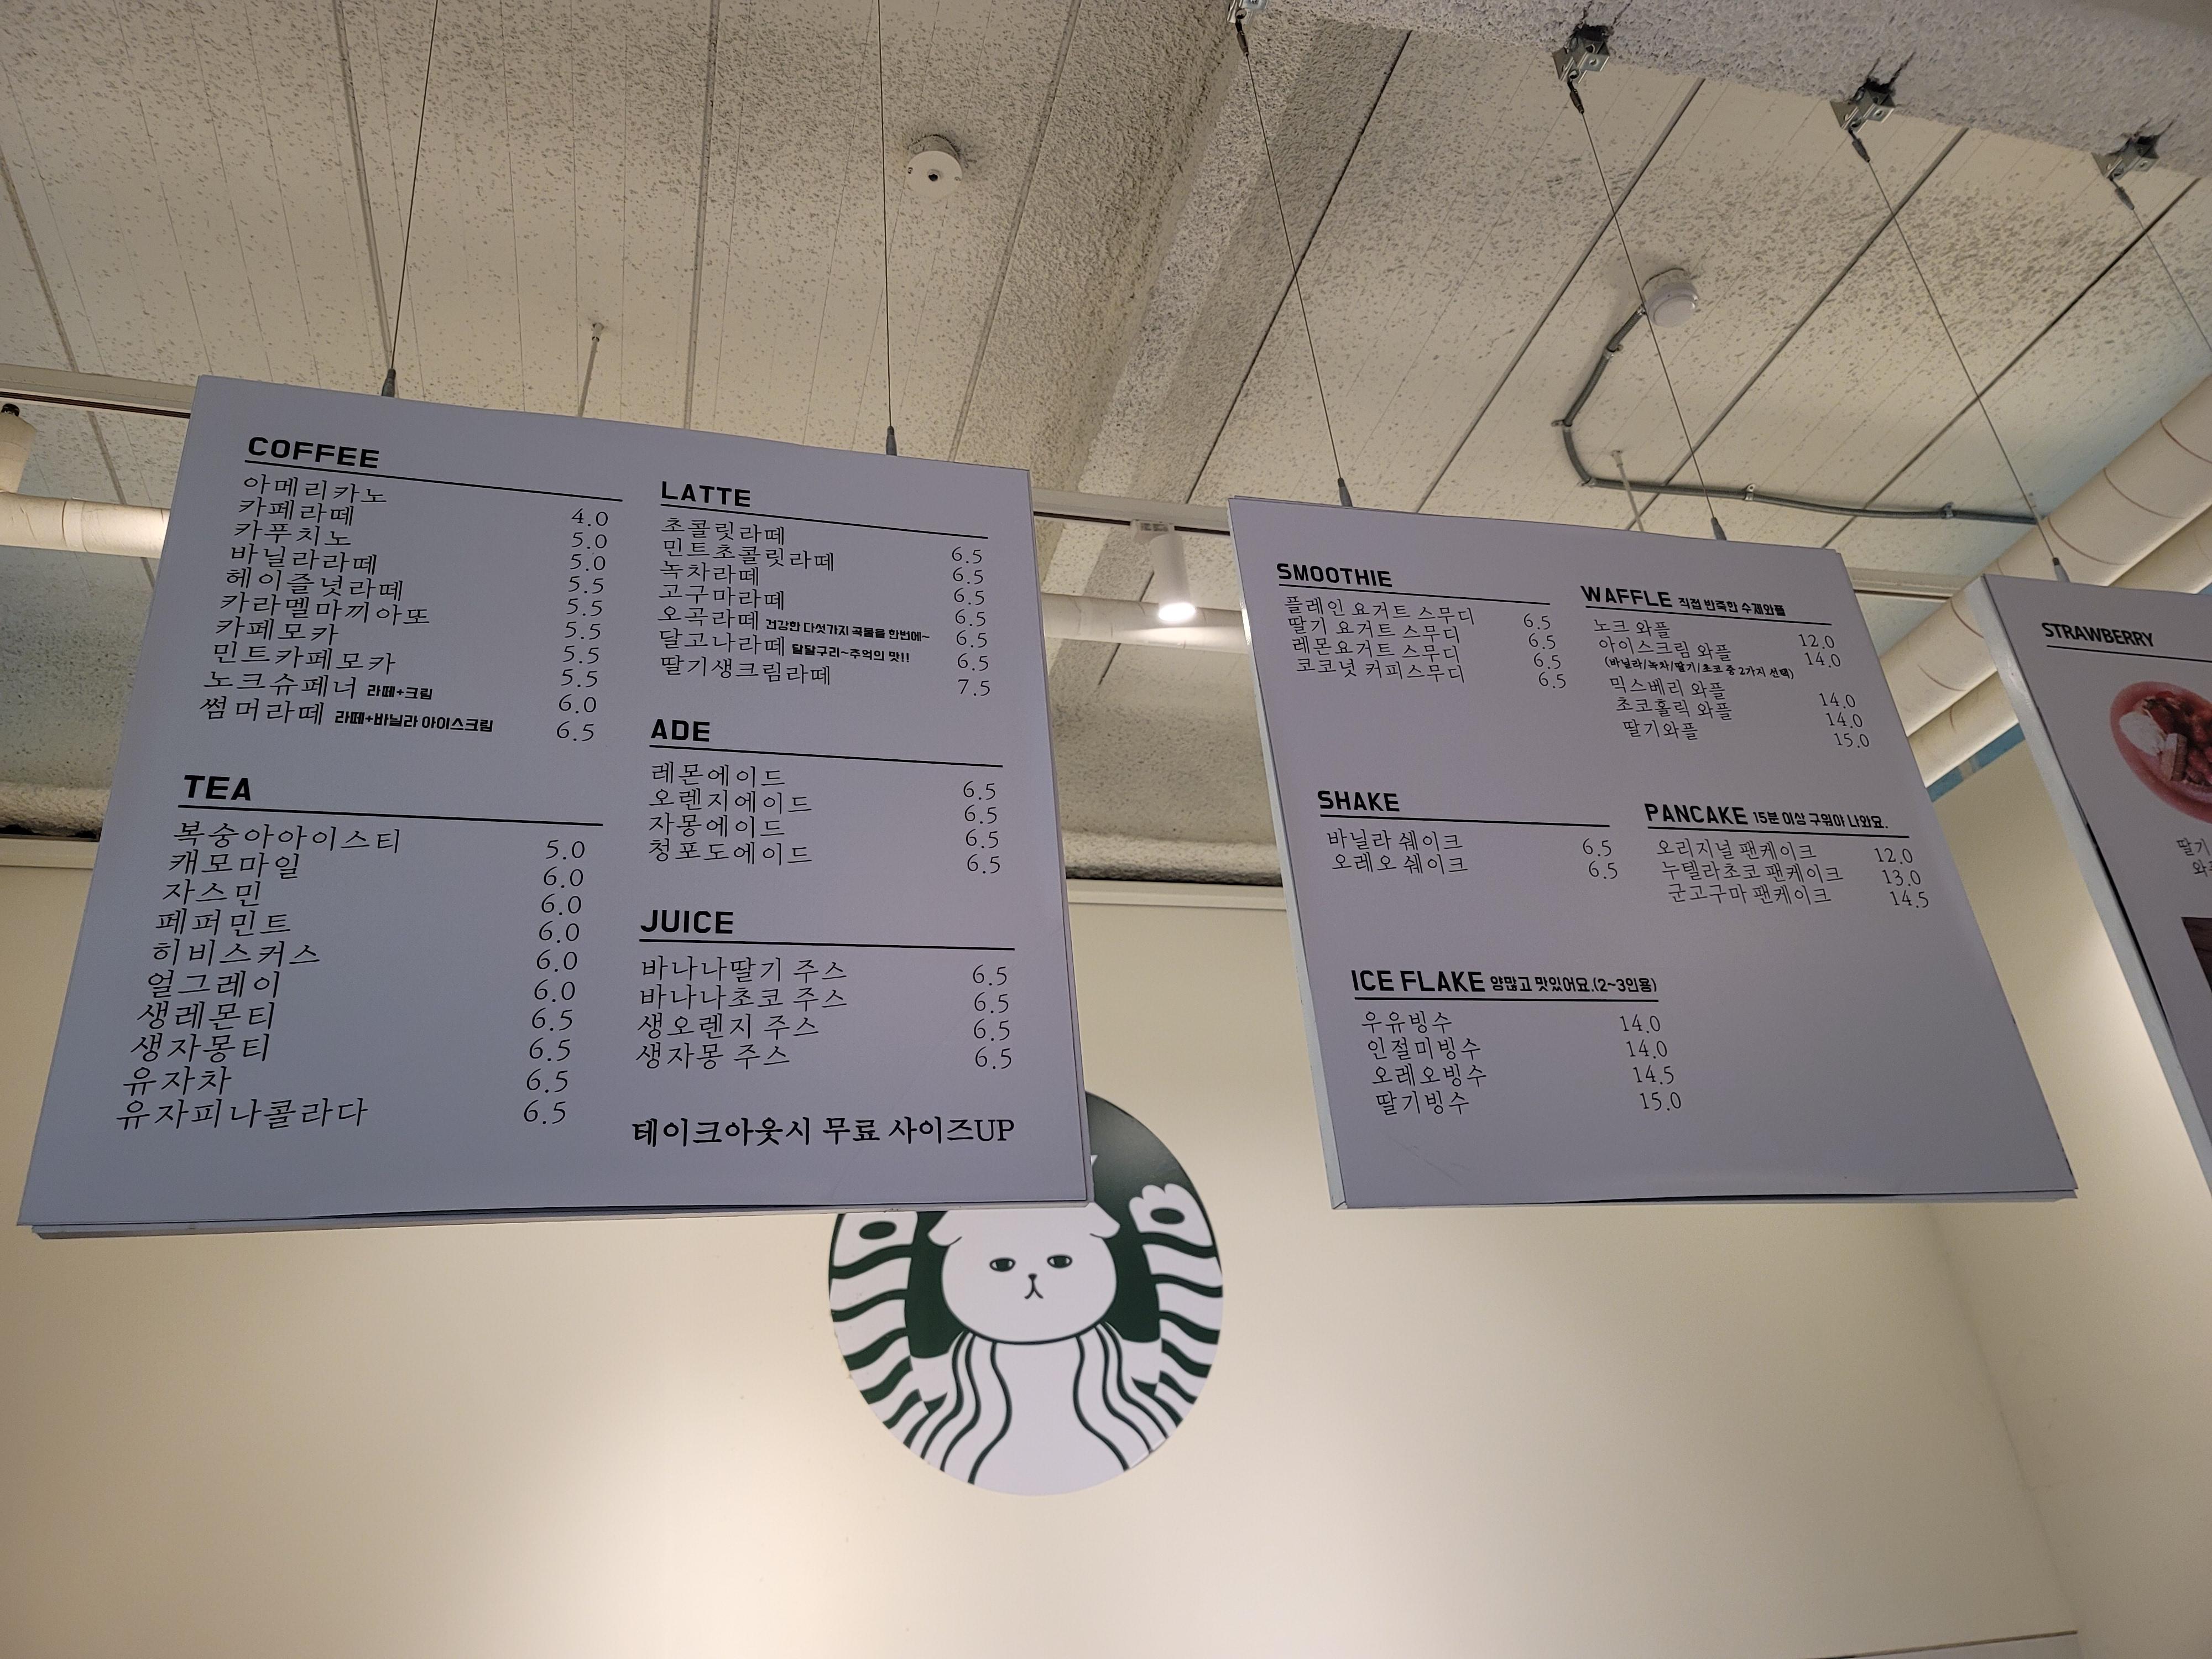 COFFEE
아메리카노 4.0
카페라떼 5.0
카푸치노 5.0
바닐라라떼 5.5
헤이즐넛라떼 5.5
카라멜마끼아또 5.5
카페모카 5.5
민트카페모카 5.5
노크슈페너 라떼+크림 6.0
썸머라떼 라떼+바닐라 아이스크림 6.5
TEA
복숭아아이스티 5.0
캐모마일 6.0
자스민 6.0
페퍼민트 6.0
히비스커스 6.0
얼그레이 6.0
생레몬티 6.5
생자몽티 6.5
유자차 6.5
유자피나콜라다 6.5
LATTE
초콜릿라떼 6.5
민트초콜릿라떼 6.5
녹차라떼 6.5
고구마라떼 6.5
오곡라떼 건강한 다섯가지 곡물을 한번에~ 6.5
달고나라떼 달달구리~추억의 맛!! 6.5
딸기생크림라떼 7.5
ADE
레몬에이드 6.5
오렌지에이드 6.5
자몽에이드 6.5
청포도에이드 6.5
JUICE
바나나딸기 주스 6.5
바나나초코 주스 6.5
생오렌지 주스 6.5
생자몽 주스 6.5
테이크아웃시 무료 사이즈UP
SMOOTHIE
플레인 요거트 스무디 6.5
딸기 요거트 스무디 6.5
레몬요거트 스무디 6.5
코코넛 커피스무디 6.5
SHAKE
바닐라 쉐이크 6.5
오레오 쉐이크 6.5
ICE FLAKE 양많고 맛있어요.(2~3인용)
우유빙수 14.0
인절미빙수 14.0
오레오빙수 14.5
딸기빙수 15.0
WAFFLE 직접 반죽한 수제와플
노크 와플 12.0
아이스크림 와플 14.0
(바닐라/녹차/딸기/초코 중 2가지 선택)
믹스베리 와플 14.0
초코홀릭 와플 14.0
딸기와플 15.0
PANCAKE 15분 이상 구워야 나와요.
오리지널 팬케이크 12.0
누텔라초코 팬케이크 13.0
군고구마 팬케이크 14.5
STRAWBERRY
딸기